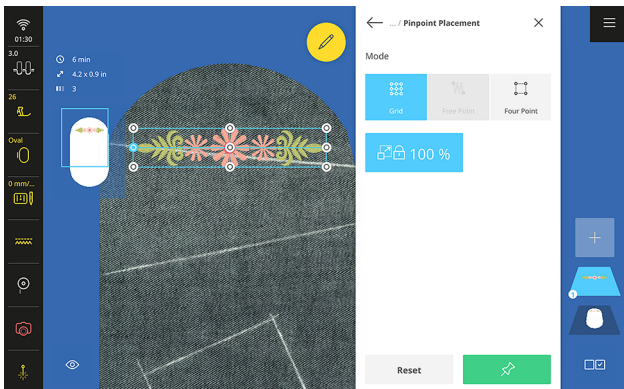 01:30
3.0
26
Oval
0 mm/...
6 min
4.2 x 0.9 in
3
... / Pinpoint Placement
Mode
Grid
Free Point
Four Point
100 %
1
Reset